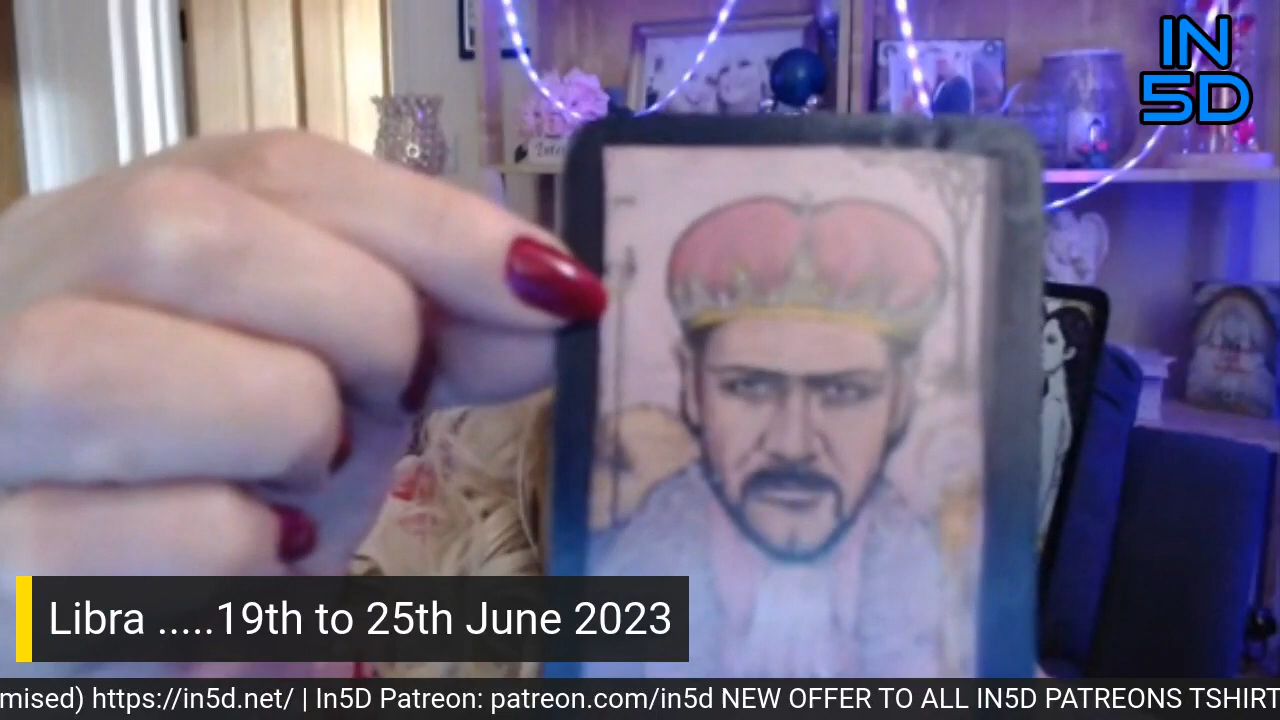 IN
5D
Libra .....19th to 25th June 2023
mised) https://in5d.net/ | In5D Patreon: patreon.com/in5d NEW OFFER TO ALL IN5D PATREONS TSHIRT